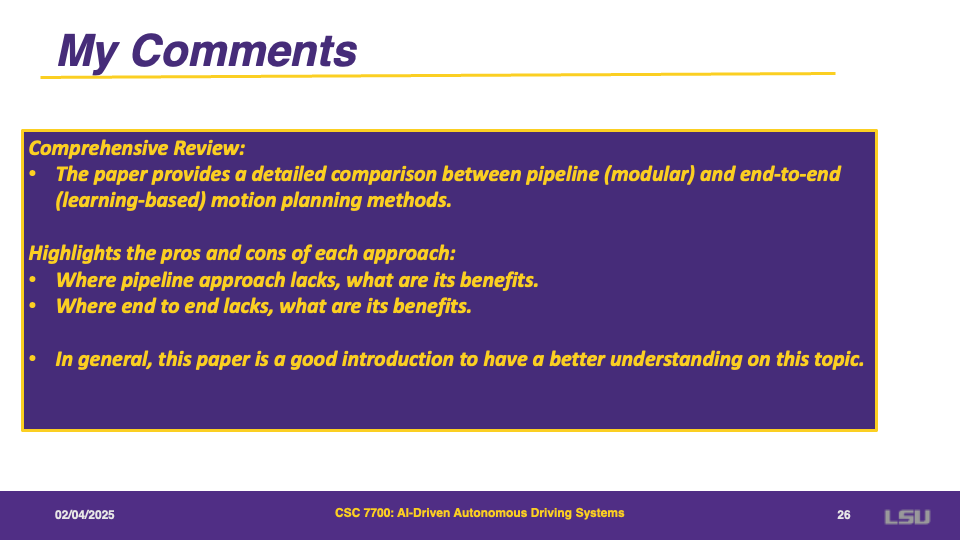 My Comments
Comprehensive Review:
• The paper provides a detailed comparison between pipeline (modular) and end-to-end
(learning-based) motion planning methods.
Highlights the pros and cons of each approach:
• Where pipeline approach lacks, what are its benefits.
• Where end to end lacks, what are its benefits.
• In general, this paper is a good introduction to have a better understanding on this topic.
02/04/2025
CSC 7700: AI-Driven Autonomous Driving Systems
26
LSU